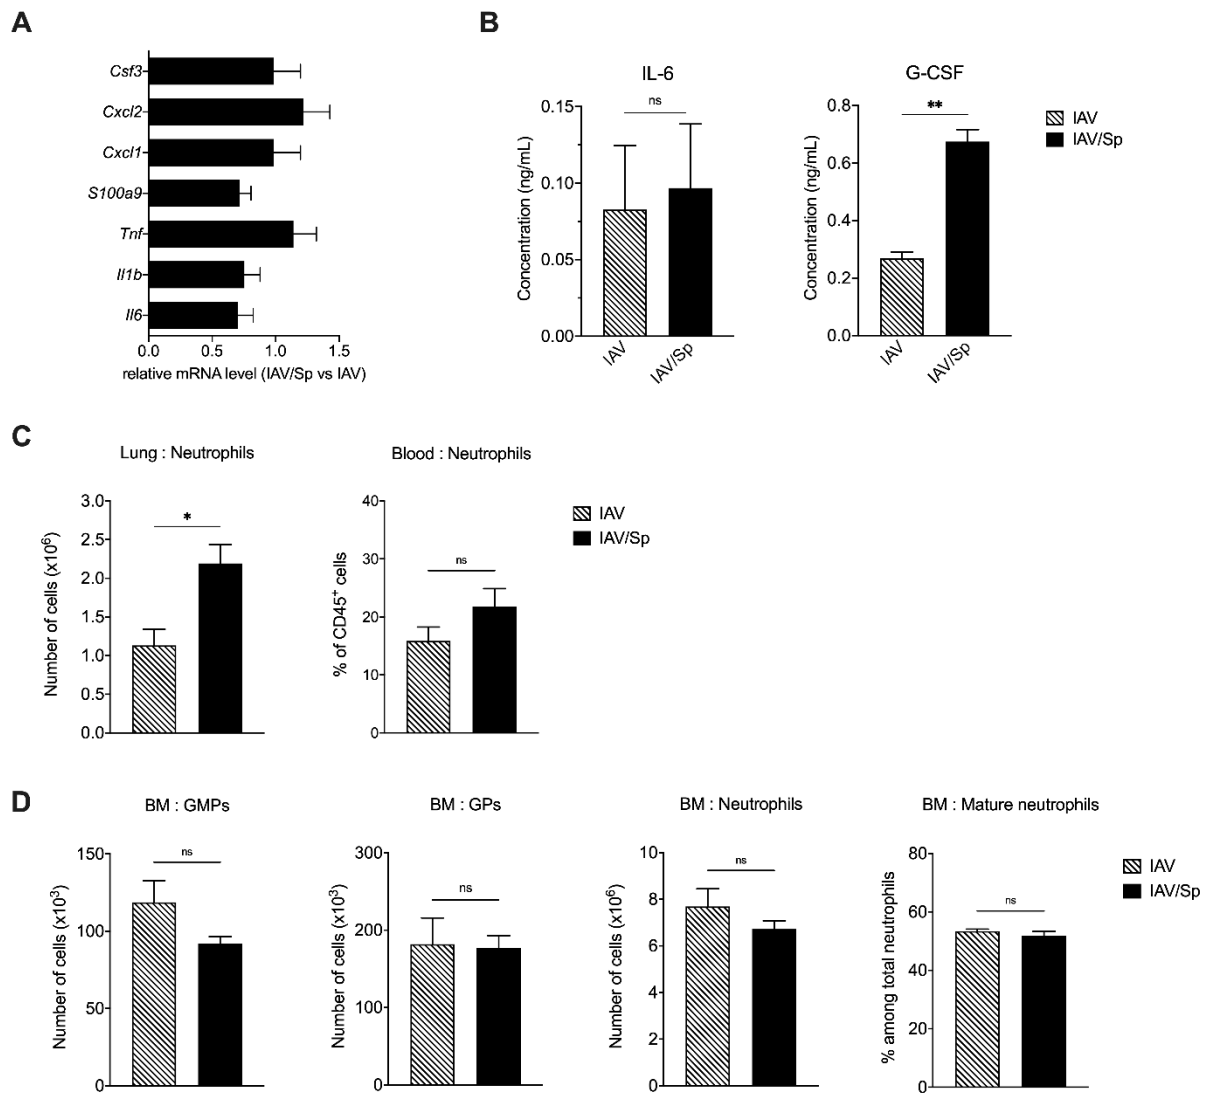 A
Csf3
Cxcl2
Cxcl1
S100a9
Tnf
Il1b
Il6
0.0 0.5 1.0 1.5
relative mRNA level (IAV/Sp vs IAV)
B
IL-6
Concentration (ng/mL)
0.15
0.10
0.05
0.00
ns
IAV
IAV/Sp
G-CSF
Concentration (ng/mL)
0.8
0.6
0.4
0.2
0.0
**
IAV
IAV/Sp
IAV
IAV/Sp
C
Lung : Neutrophils
Number of cells (x10⁶)
3.0
2.5
2.0
1.5
1.0
0.5
0.0
*
Blood : Neutrophils
% of CD45⁺ cells
40
30
20
10
0
ns
IAV
IAV/Sp
D
BM : GMPs
Number of cells (x10³)
150
100
50
0
ns
BM : GPs
Number of cells (x10³)
300
200
100
0
ns
BM : Neutrophils
Number of cells (x10⁶)
10
8
6
4
2
0
ns
BM : Mature neutrophils
% among total neutrophils
80
60
40
20
0
ns
IAV
IAV/Sp